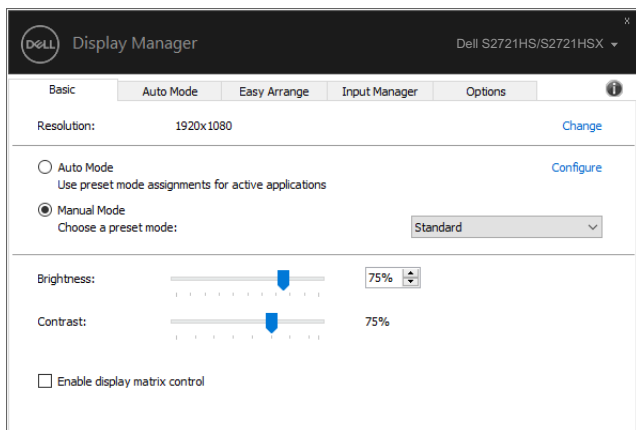 x
DELL Display Manager Dell S2721HS/S2721HSX
Basic Auto Mode Easy Arrange Input Manager Options
Resolution: 1920x1080 Change
Auto Mode Configure
Use preset mode assignments for active applications
Manual Mode
Choose a preset mode: Standard
Brightness: 75%
Contrast: 75%
Enable display matrix control